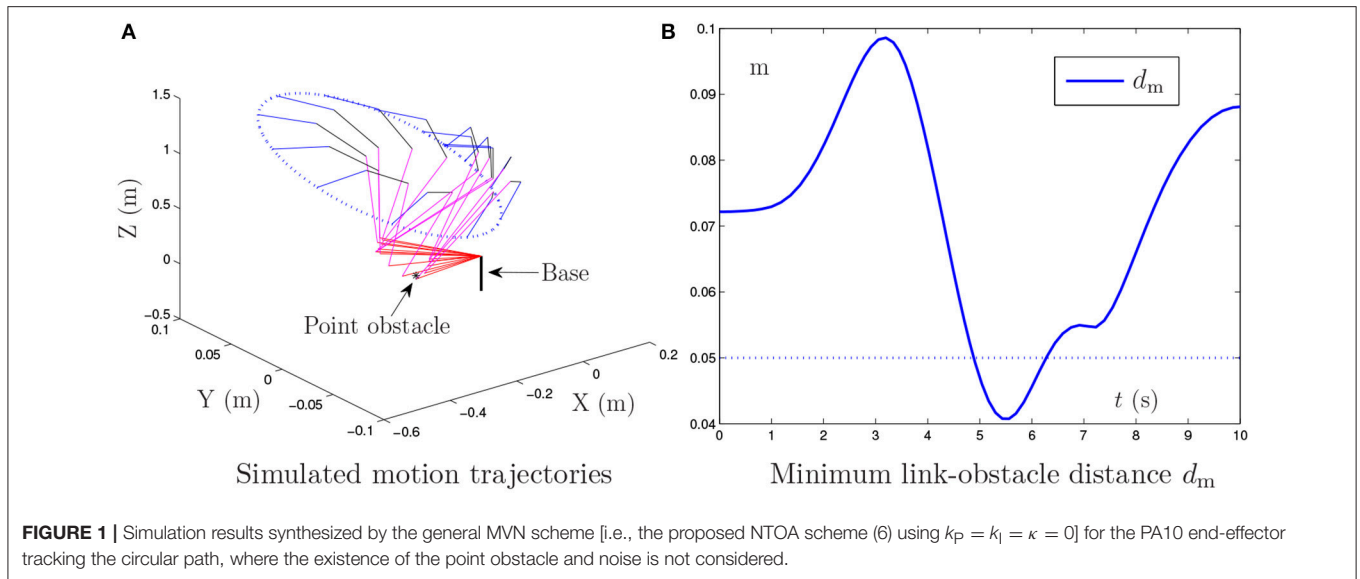 A
1.5
1
0.5
0
−0.5
Z (m)
0.1
0.05
0
−0.05
−0.1
Y (m)
−0.6
−0.4
−0.2
0
0.2
X (m)
Base
Point obstacle
Simulated motion trajectories
B
0.1
0.09
0.08
0.07
0.06
0.05
0.04
m
d_m
t (s)
0 1 2 3 4 5 6 7 8 9 10
Minimum link-obstacle distance d_m
FIGURE 1 | Simulation results synthesized by the general MVN scheme [i.e., the proposed NTOA scheme (6) using k_P = k_I = κ = 0] for the PA10 end-effector
tracking the circular path, where the existence of the point obstacle and noise is not considered.